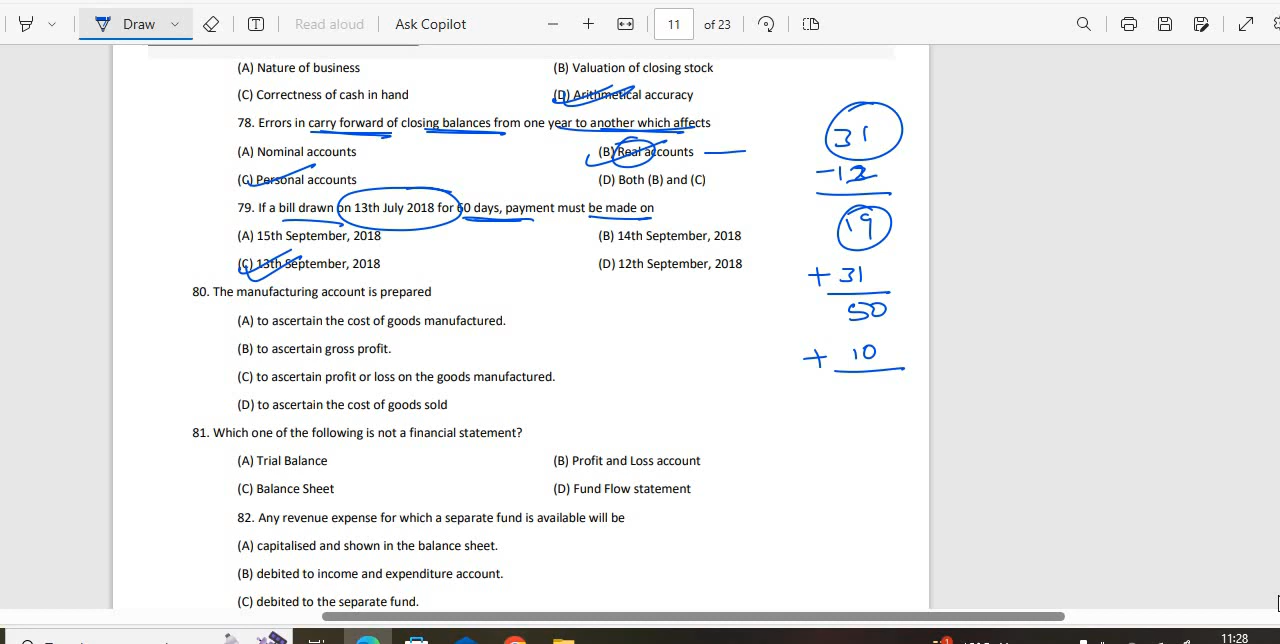 Draw Read aloud Ask Copilot 11 of 23
(A) Nature of business (B) Valuation of closing stock
(C) Correctness of cash in hand (D) Arithmetical accuracy
78. Errors in carry forward of closing balances from one year to another which affects
(A) Nominal accounts (B) Real accounts
(C) Personal accounts (D) Both (B) and (C)
79. If a bill drawn on 13th July 2018 for 60 days, payment must be made on
(A) 15th September, 2018 (B) 14th September, 2018
(C) 13th September, 2018 (D) 12th September, 2018
80. The manufacturing account is prepared
(A) to ascertain the cost of goods manufactured.
(B) to ascertain gross profit.
(C) to ascertain profit or loss on the goods manufactured.
(D) to ascertain the cost of goods sold
81. Which one of the following is not a financial statement?
(A) Trial Balance (B) Profit and Loss account
(C) Balance Sheet (D) Fund Flow statement
82. Any revenue expense for which a separate fund is available will be
(A) capitalised and shown in the balance sheet.
(B) debited to income and expenditure account.
(C) debited to the separate fund.
31
-12
19
+ 31
50
+ 10
11:28